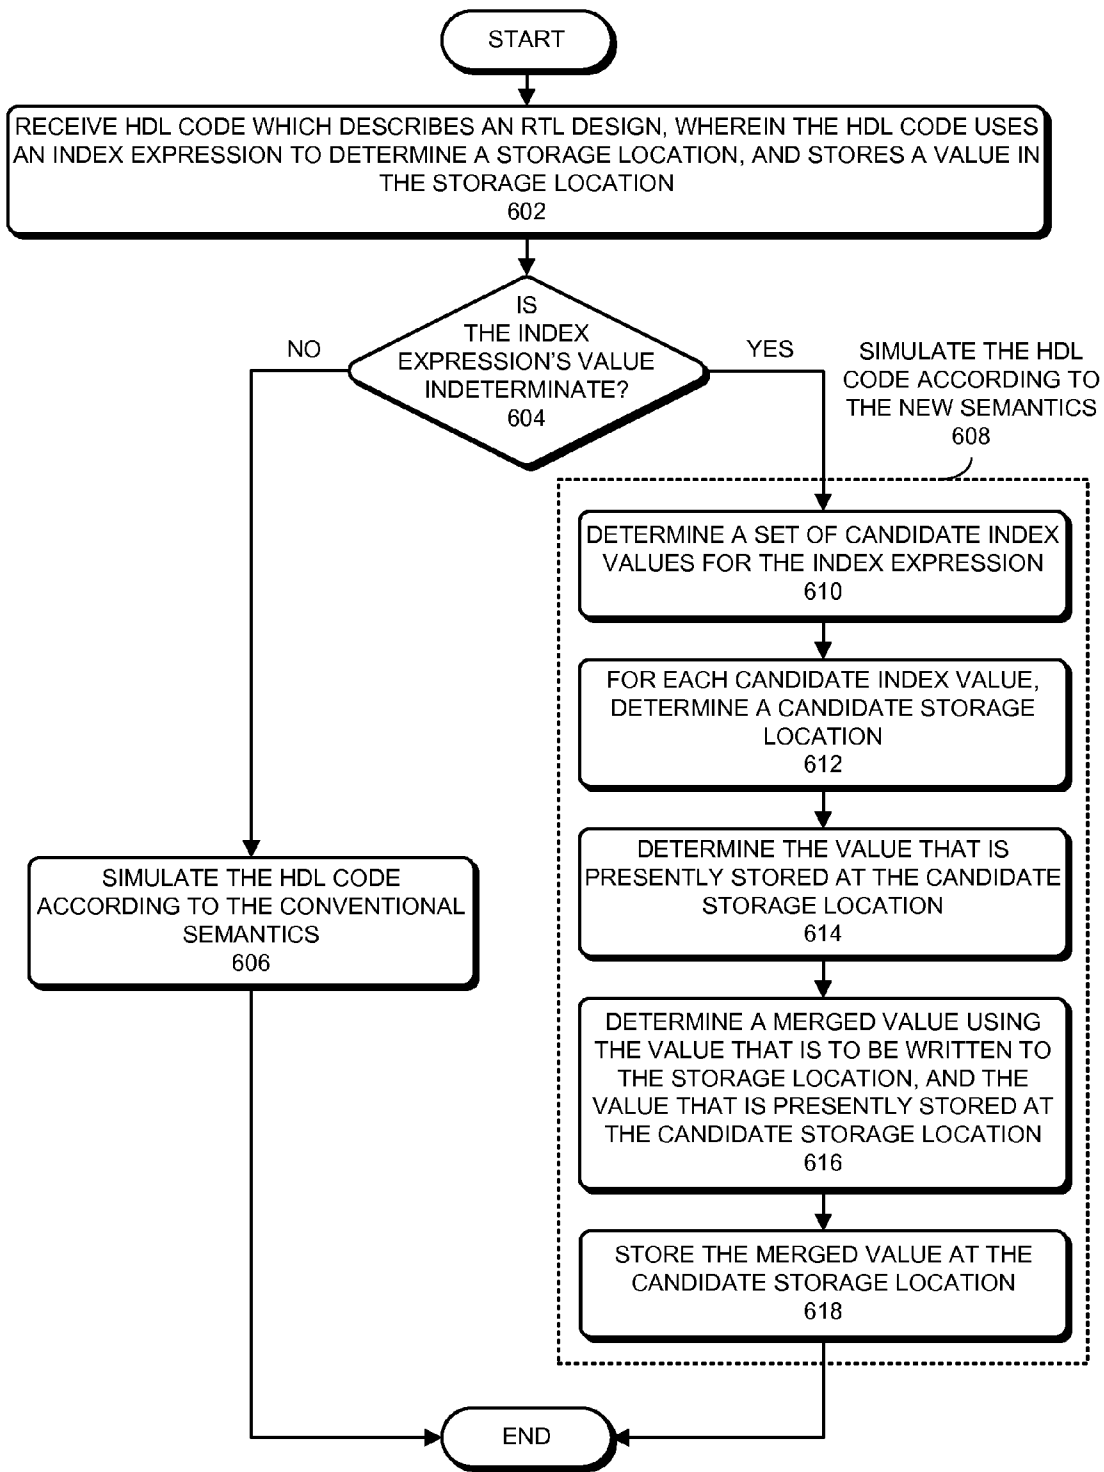 START
RECEIVE HDL CODE WHICH DESCRIBES AN RTL DESIGN, WHEREIN THE HDL CODE USES
AN INDEX EXPRESSION TO DETERMINE A STORAGE LOCATION, AND STORES A VALUE IN
THE STORAGE LOCATION
602
IS
THE INDEX
EXPRESSION'S VALUE
INDETERMINATE?
604
NO
YES
SIMULATE THE HDL
CODE ACCORDING TO
THE NEW SEMANTICS
608
DETERMINE A SET OF CANDIDATE INDEX
VALUES FOR THE INDEX EXPRESSION
610
FOR EACH CANDIDATE INDEX VALUE,
DETERMINE A CANDIDATE STORAGE
LOCATION
612
DETERMINE THE VALUE THAT IS
PRESENTLY STORED AT THE CANDIDATE
STORAGE LOCATION
614
SIMULATE THE HDL CODE
ACCORDING TO THE CONVENTIONAL
SEMANTICS
606
DETERMINE A MERGED VALUE USING
THE VALUE THAT IS TO BE WRITTEN TO
THE STORAGE LOCATION, AND THE
VALUE THAT IS PRESENTLY STORED AT
THE CANDIDATE STORAGE LOCATION
616
STORE THE MERGED VALUE AT THE
CANDIDATE STORAGE LOCATION
618
END